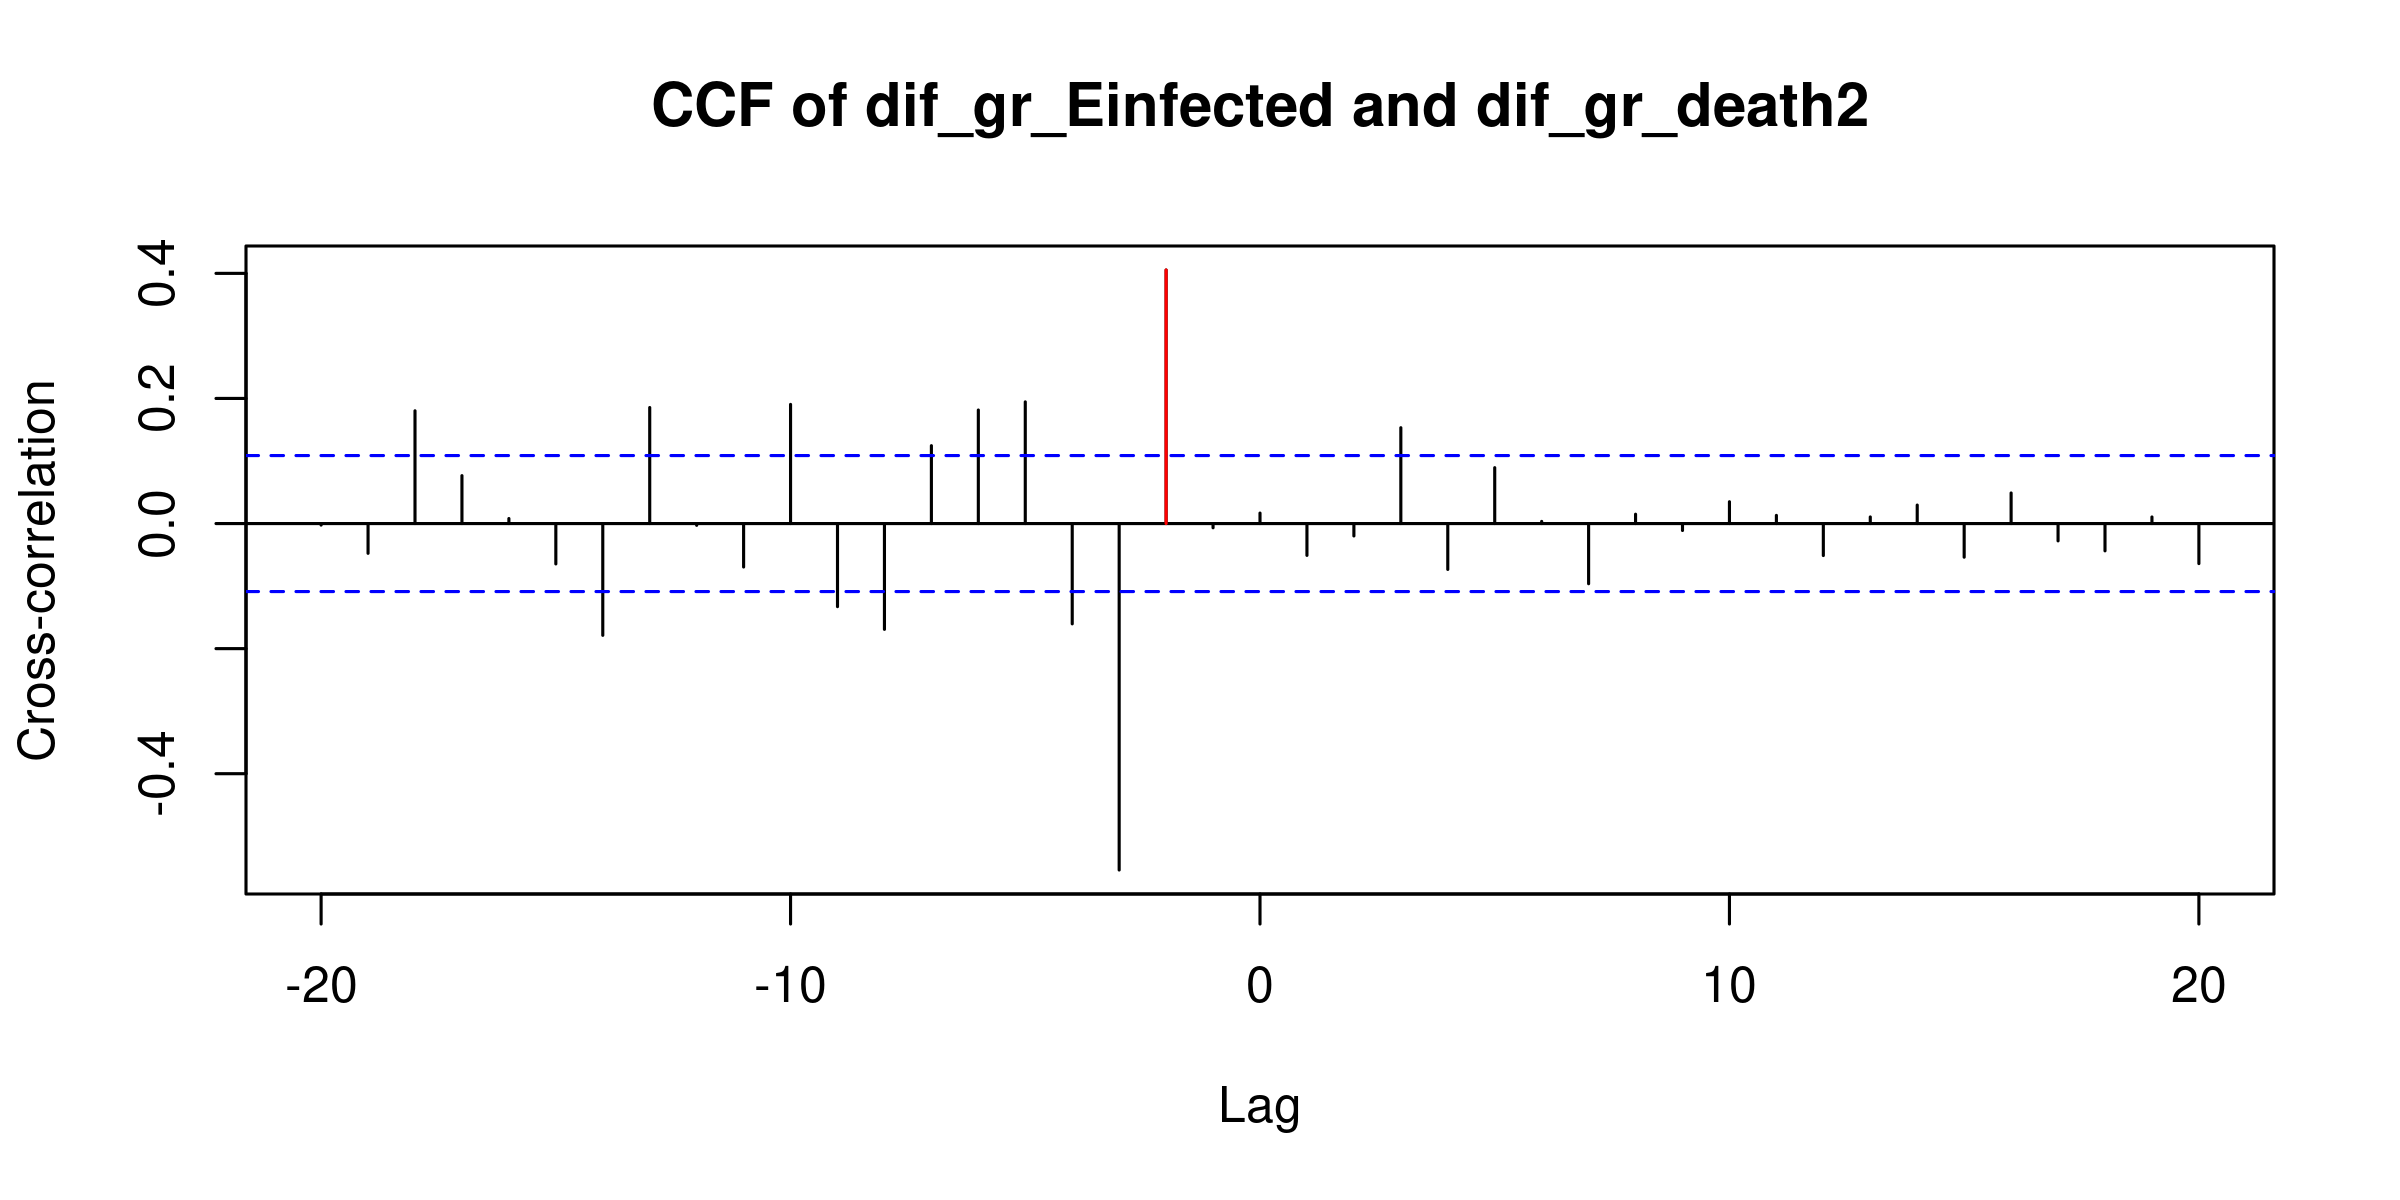 CCF of dif_gr_Einfected and dif_gr_death2
Cross-correlation
0.4
0.2
0.0
-0.4
-20 -10 0 10 20
Lag